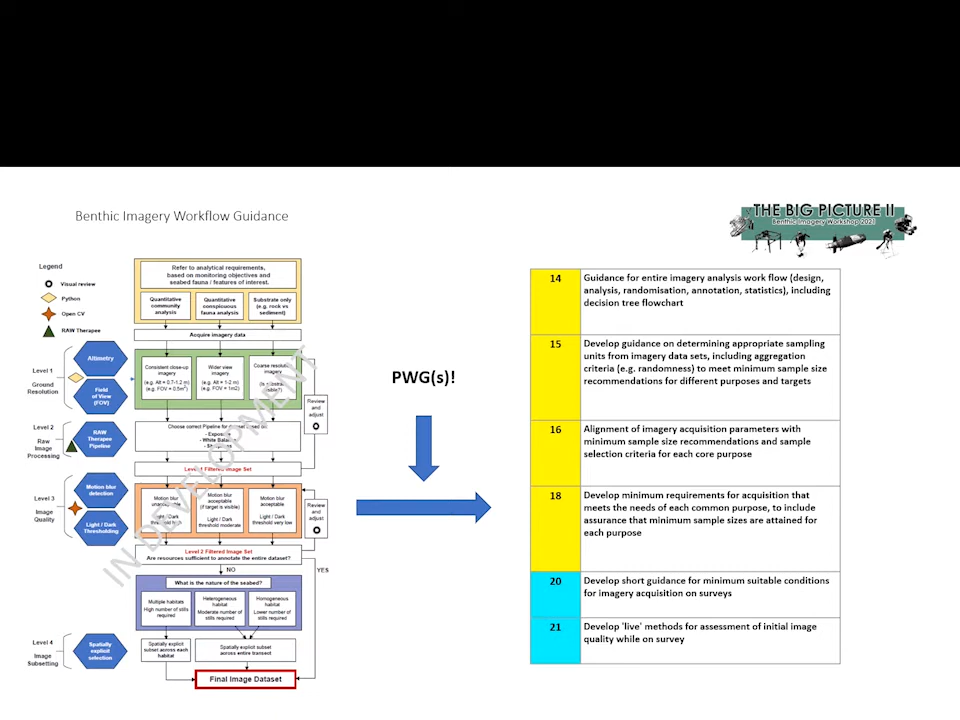 Benthic Imagery Workflow Guidance
THE BIG PICTURE II
Benthic Imagery Workshop 2021
Legend
Visual review
Python
Open CV
RAW Therapee
Refer to analytical requirements,
based on monitoring objectives and
seabed fauna / features of interest.
Quantitative
community
analysis
Quantitative
conspicuous
fauna analysis
Substrate only
(e.g. rock vs
sediment)
Acquire imagery data
Level 1
Ground
Resolution
Altimetry
Field
of View
(FOV)
Consistent close-up
imagery
(e.g. Alt = 0.7-1.2 m)
(e.g. FOV = 0.5m²)
Wider view
imagery
(e.g. Alt = 1-2 m)
(e.g. FOV = 1m2)
Coarse resolution
imagery
visible?)
Review
and
adjust
Level 2
Raw
Image
Processing
RAW
Therapee
Pipeline
Choose correct Pipeline for dataset based on:
- Exposure
- White Balance
- Sharpness
Level 1 Filtered Image Set
Level 3
Image
Quality
Motion blur
detection
Light / Dark
Thresholding
Motion blur
unacceptable
Light / Dark
threshold high
Motion blur
acceptable
(if target is visible)
Light / Dark
threshold moderate
Motion blur
acceptable
Light / Dark
threshold very low
Review
and
adjust
Level 2 Filtered Image Set
Are resources sufficient to annotate the entire dataset?
NO
YES
What is the nature of the seabed?
Multiple habitats
High number of stills
required
Heterogeneous
habitat
Moderate number of
stills required
Homogeneous
habitat
Lower number of
stills required
Level 4
Image
Subsetting
Spatially
explicit
selection
Spatially explicit
subset across each
habitat
Spatially explicit subset
across entire transect
Final Image Dataset
IN DEVELOPMENT
PWG(s)!
14 Guidance for entire imagery analysis work flow (design,
analysis, randomisation, annotation, statistics), including
decision tree flowchart
15 Develop guidance on determining appropriate sampling
units from imagery data sets, including aggregation
criteria (e.g. randomness) to meet minimum sample size
recommendations for different purposes and targets
16 Alignment of imagery acquisition parameters with
minimum sample size recommendations and sample
selection criteria for each core purpose
18 Develop minimum requirements for acquisition that
meets the needs of each common purpose, to include
assurance that minimum sample sizes are attained for
each purpose
20 Develop short guidance for minimum suitable conditions
for imagery acquisition on surveys
21 Develop 'live' methods for assessment of initial image
quality while on survey